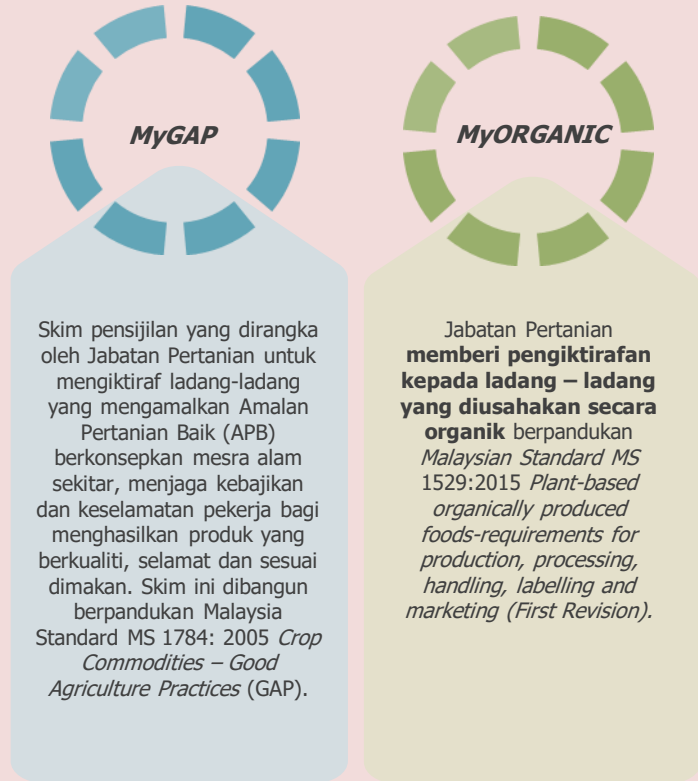 MyGAP
Skim pensijilan yang dirangka
oleh Jabatan Pertanian untuk
mengiktiraf ladang-ladang
yang mengamalkan Amalan
Pertanian Baik (APB)
berkonsepkan mesra alam
sekitar, menjaga kebajikan
dan keselamatan pekerja bagi
menghasilkan produk yang
berkualiti, selamat dan sesuai
dimakan. Skim ini dibangun
berpandukan Malaysia
Standard MS 1784: 2005 Crop
Commodities – Good
Agriculture Practices (GAP).
MyORGANIC
Jabatan Pertanian
memberi pengiktirafan
kepada ladang – ladang
yang diusahakan secara
organik berpandukan
Malaysian Standard MS
1529:2015 Plant-based
organically produced
foods-requirements for
production, processing,
handling, labelling and
marketing (First Revision).